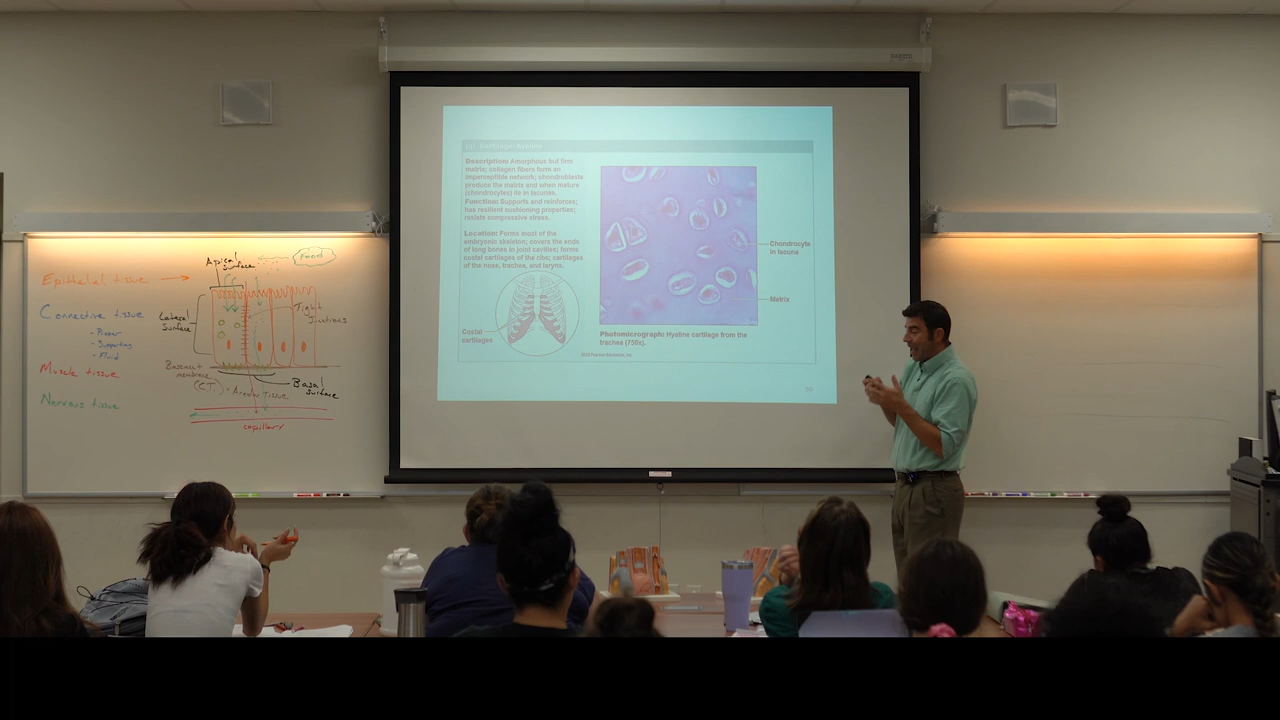 Epithelial tissue
Connective tissue
- Proper
- Supporting
- Fluid
Muscle tissue
Nervous tissue
Apical
Surface
Food
Lateral
Surface
Tight
Junctions
Basement
membrane
(C.T.) - Areolar Tissue
Basal
Surface
capillary
(g) Cartilage: hyaline
Description: Amorphous but firm
matrix; collagen fibers form an
imperceptible network; chondroblasts
produce the matrix and when mature
(chondrocytes) lie in lacunae.
Function: Supports and reinforces;
has resilient cushioning properties;
resists compressive stress.
Location: Forms most of the
embryonic skeleton; covers the ends
of long bones in joint cavities; forms
costal cartilages of the ribs; cartilages
of the nose, trachea, and larynx.
Costal
cartilages
Chondrocyte
in lacuna
Matrix
Photomicrograph: Hyaline cartilage from the
trachea (750x).